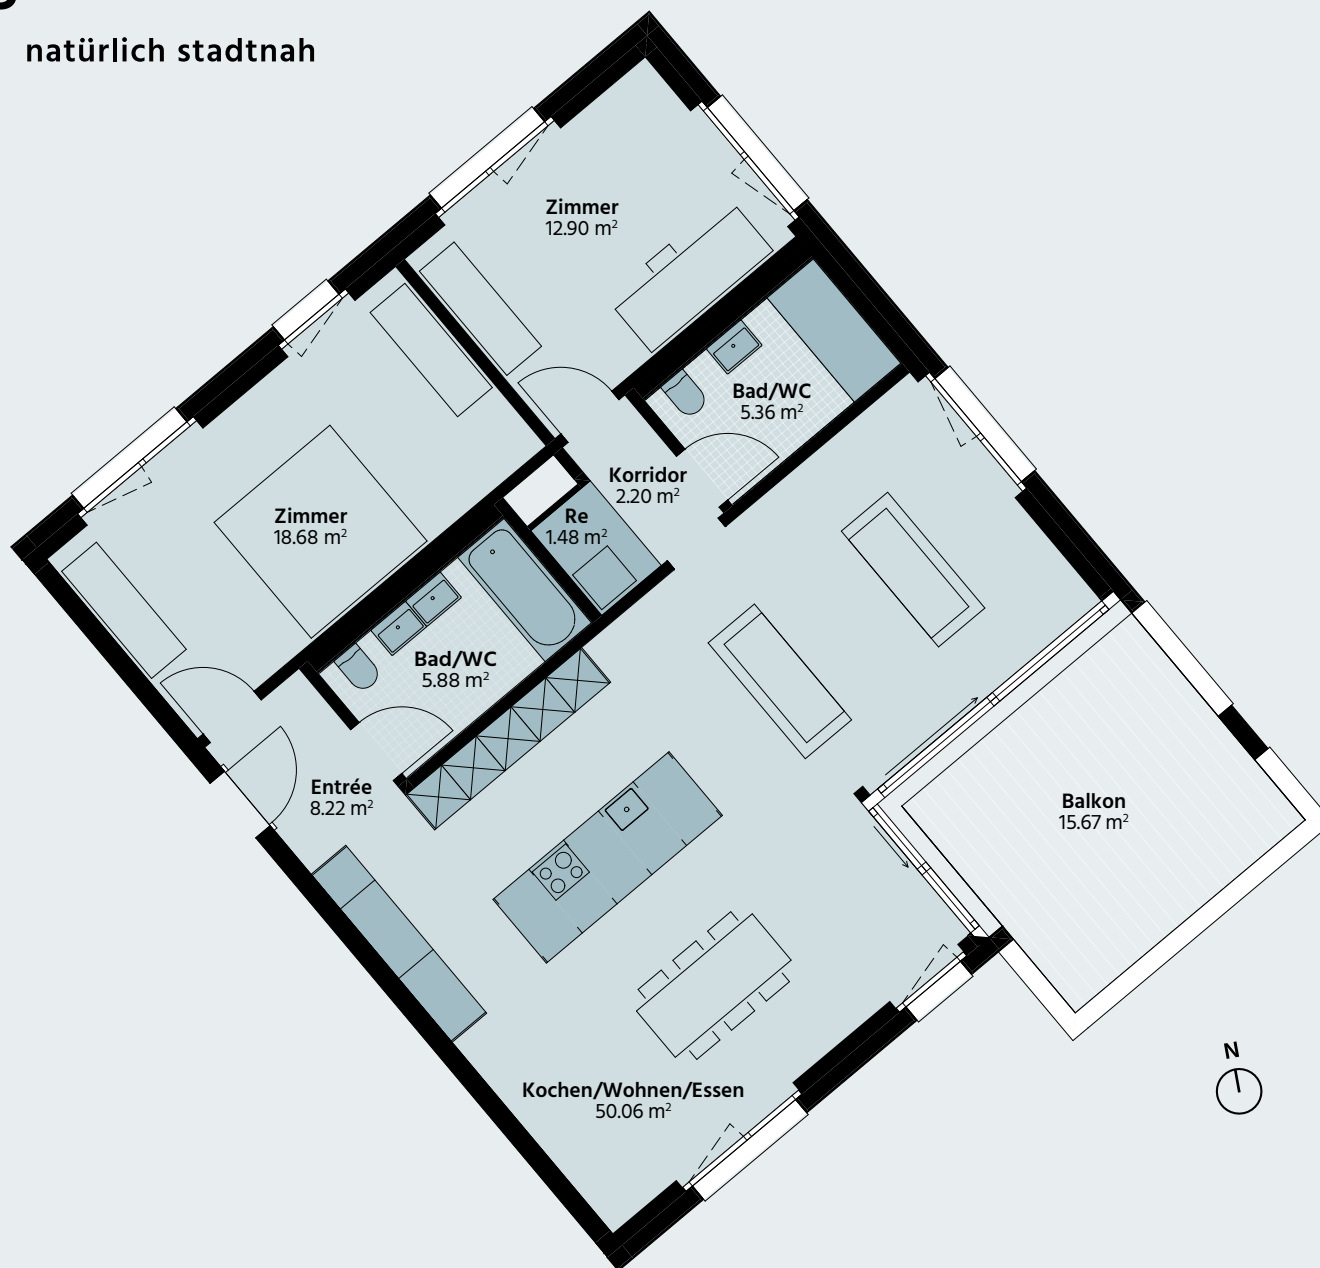 natürlich stadtnah
Zimmer
12.90 m²
Bad/WC
5.36 m²
Korridor
2.20 m²
Zimmer
18.68 m²
Re
1.48 m²
Bad/WC
5.88 m²
Entrée
8.22 m²
Balkon
15.67 m²
Kochen/Wohnen/Essen
50.06 m²
N